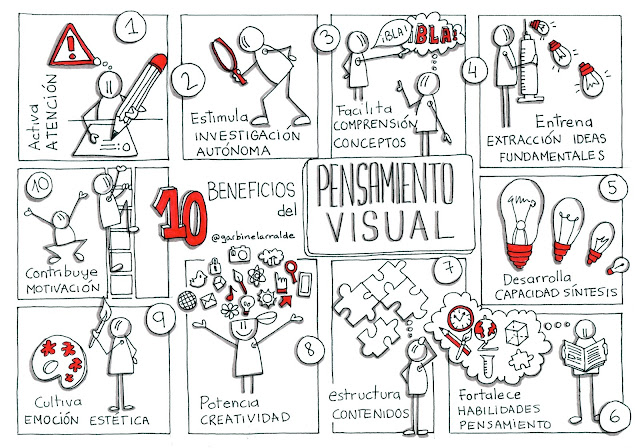 10
BENEFICIOS
del
PENSAMIENTO
VISUAL
@garbinelarralde
1
Activa
ATENCIÓN
2
Estimula
INVESTIGACIÓN
AUTÓNOMA
3
¡BLA!
¡BLA!
Facilita
COMPRENSIÓN
CONCEPTOS
4
Entrena
EXTRACCIÓN IDEAS
FUNDAMENTALES
5
Desarrolla
CAPACIDAD SÍNTESIS
6
Fortalece
HABILIDADES
PENSAMIENTO
7
estructura
CONTENIDOS
8
Potencia
CREATIVIDAD
9
Cultiva
EMOCIÓN ESTÉTICA
10
Contribuye
MOTIVACIÓN